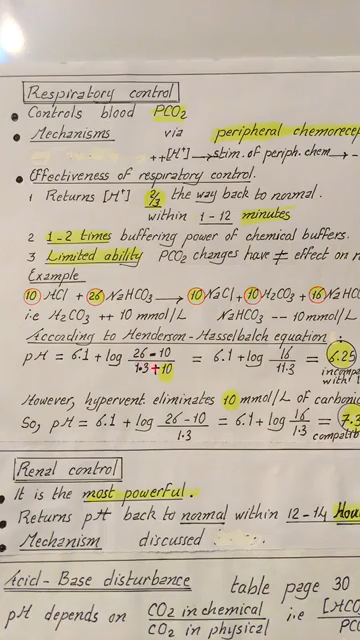 Respiratory control
• Controls blood PCO2
• Mechanisms via peripheral chemorecep
++[H+] → stim. of periph. chem →
• Effectiveness of respiratory control.
1 Returns [H+] 2/3 the way back to normal.
within 1-12 minutes
2 1-2 times buffering power of chemical buffers.
3 Limited ability PCO2 changes have ≠ effect on
Example
10 HCl + 26 NaHCO3 → 10 NaCl + 10 H2CO3 + 16 NaHCO
i.e H2CO3 ++ 10 mmol/L NaHCO3 -- 10 mmol/L
According to Henderson-Hasselbalch equation :
pH = 6.1 + log 26-10 / 1.3+10 = 6.1 + log 16 / 11.3 = 6.25
incompa
with l
However, hypervent eliminates 10 mmol/L of carbonic
So, pH = 6.1 + log 26-10 / 1.3 = 6.1 + log 16 / 1.3 = 7.3
compatib
Renal control
• It is the most powerful.
• Returns pH back to normal within 12-14 Hou
• Mechanism discussed
Acid-Base disturbance table page 30
pH depends on CO2 in chemical / CO2 in physical i.e [HCO / PC